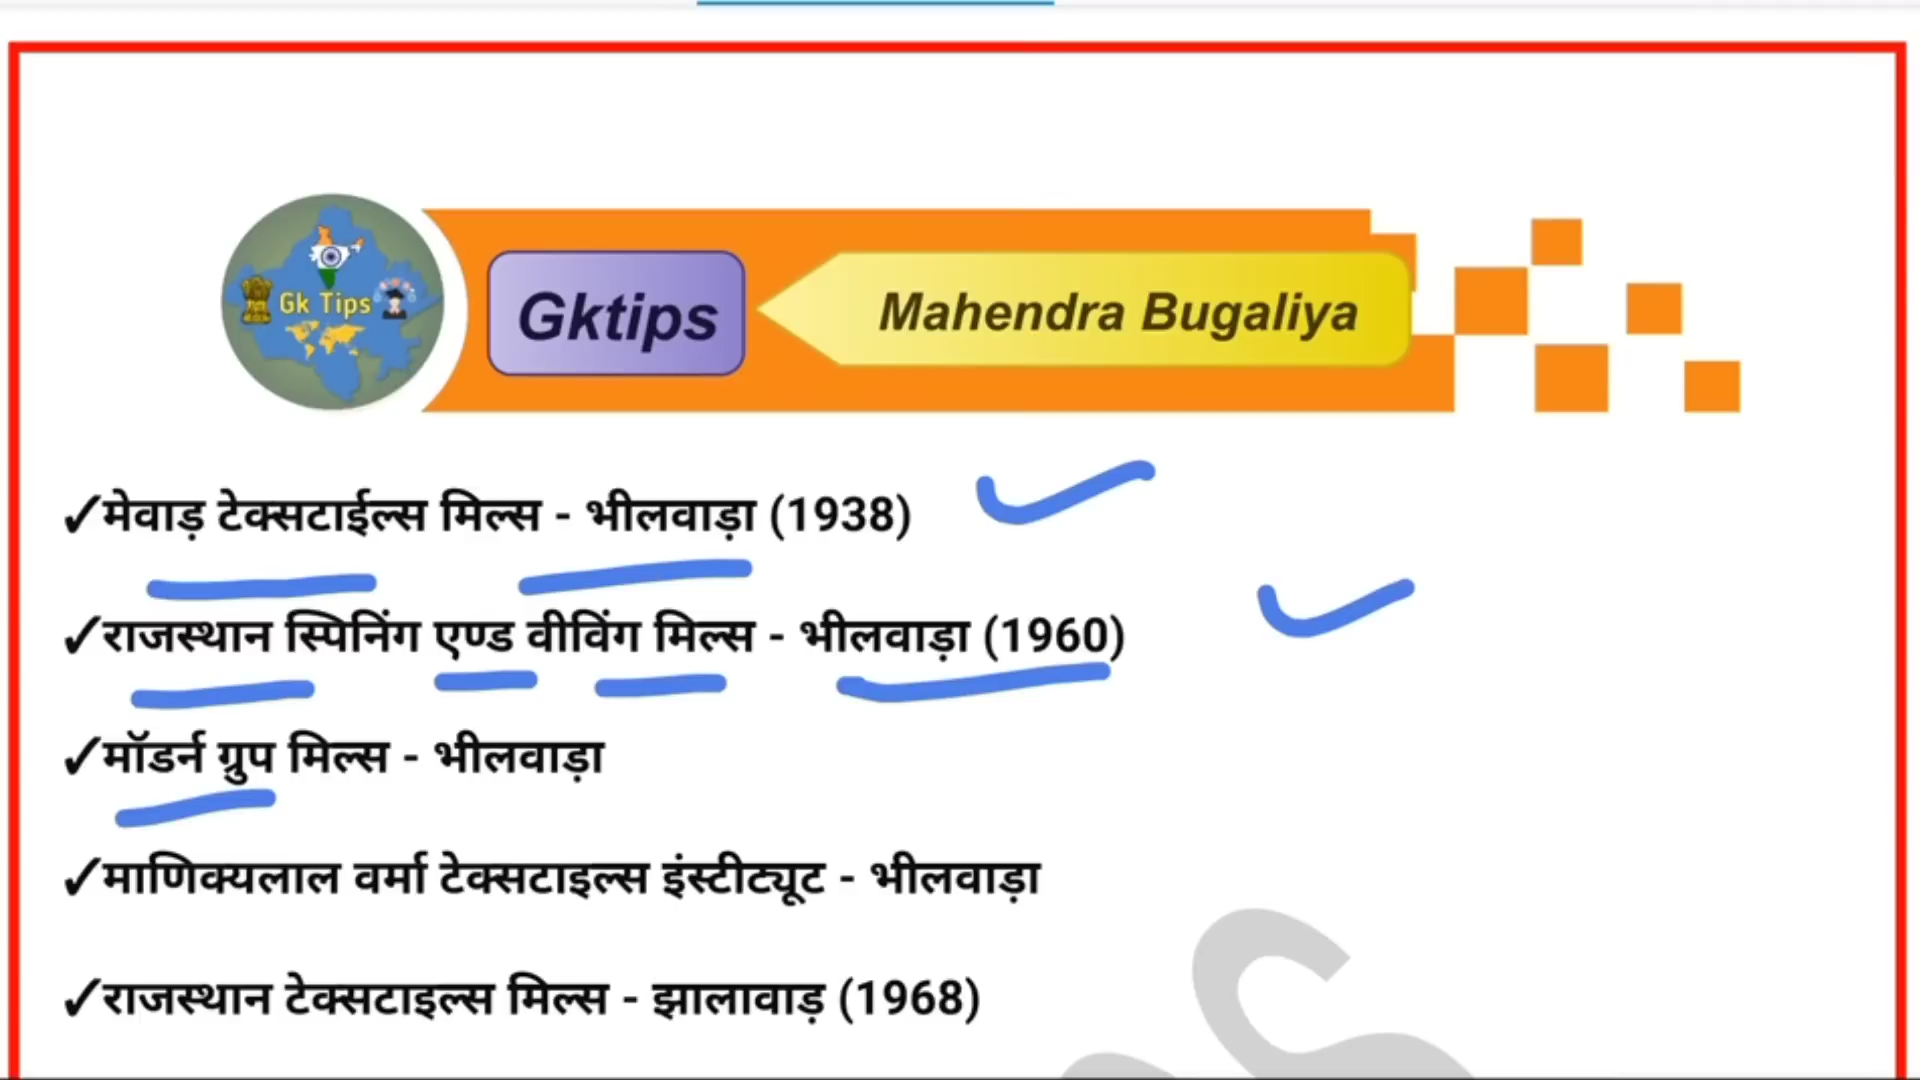 Gk Tips
Gktips
Mahendra Bugaliya
✓मेवाड़ टेक्सटाईल्स मिल्स - भीलवाड़ा (1938)
✓राजस्थान स्पिनिंग एण्ड वीविंग मिल्स - भीलवाड़ा (1960)
✓मॉडर्न ग्रुप मिल्स - भीलवाड़ा
✓माणिक्यलाल वर्मा टेक्सटाइल्स इंस्टीट्यूट - भीलवाड़ा
✓राजस्थान टेक्सटाइल्स मिल्स - झालावाड़ (1968)